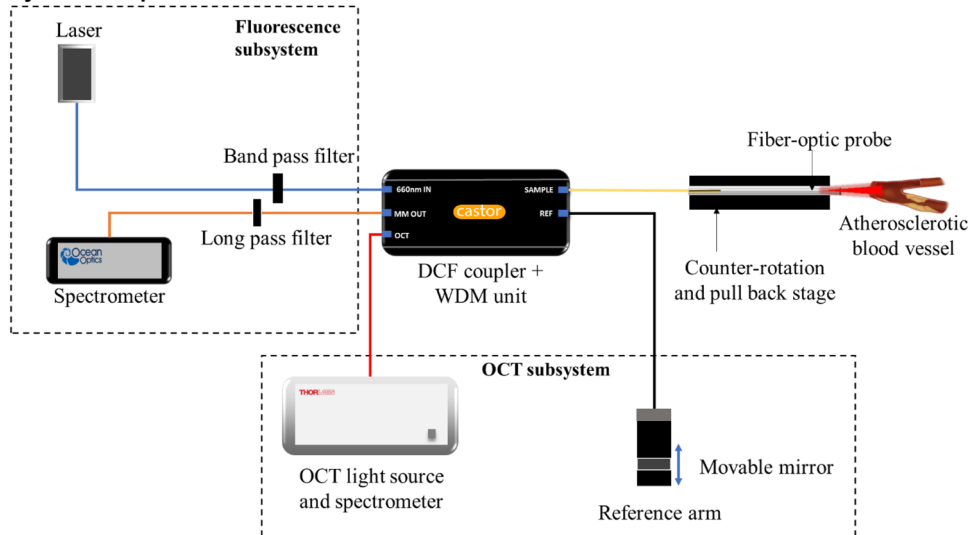 Fluorescence
subsystem
Laser
Band pass filter
Long pass filter
Ocean
Optics
Spectrometer
660nm IN
MM OUT
OCT
castor
SAMPLE
REF
DCF coupler +
WDM unit
Fiber-optic probe
Atherosclerotic
blood vessel
Counter-rotation
and pull back stage
OCT subsystem
THORLABS
OCT light source
and spectrometer
Movable mirror
Reference arm